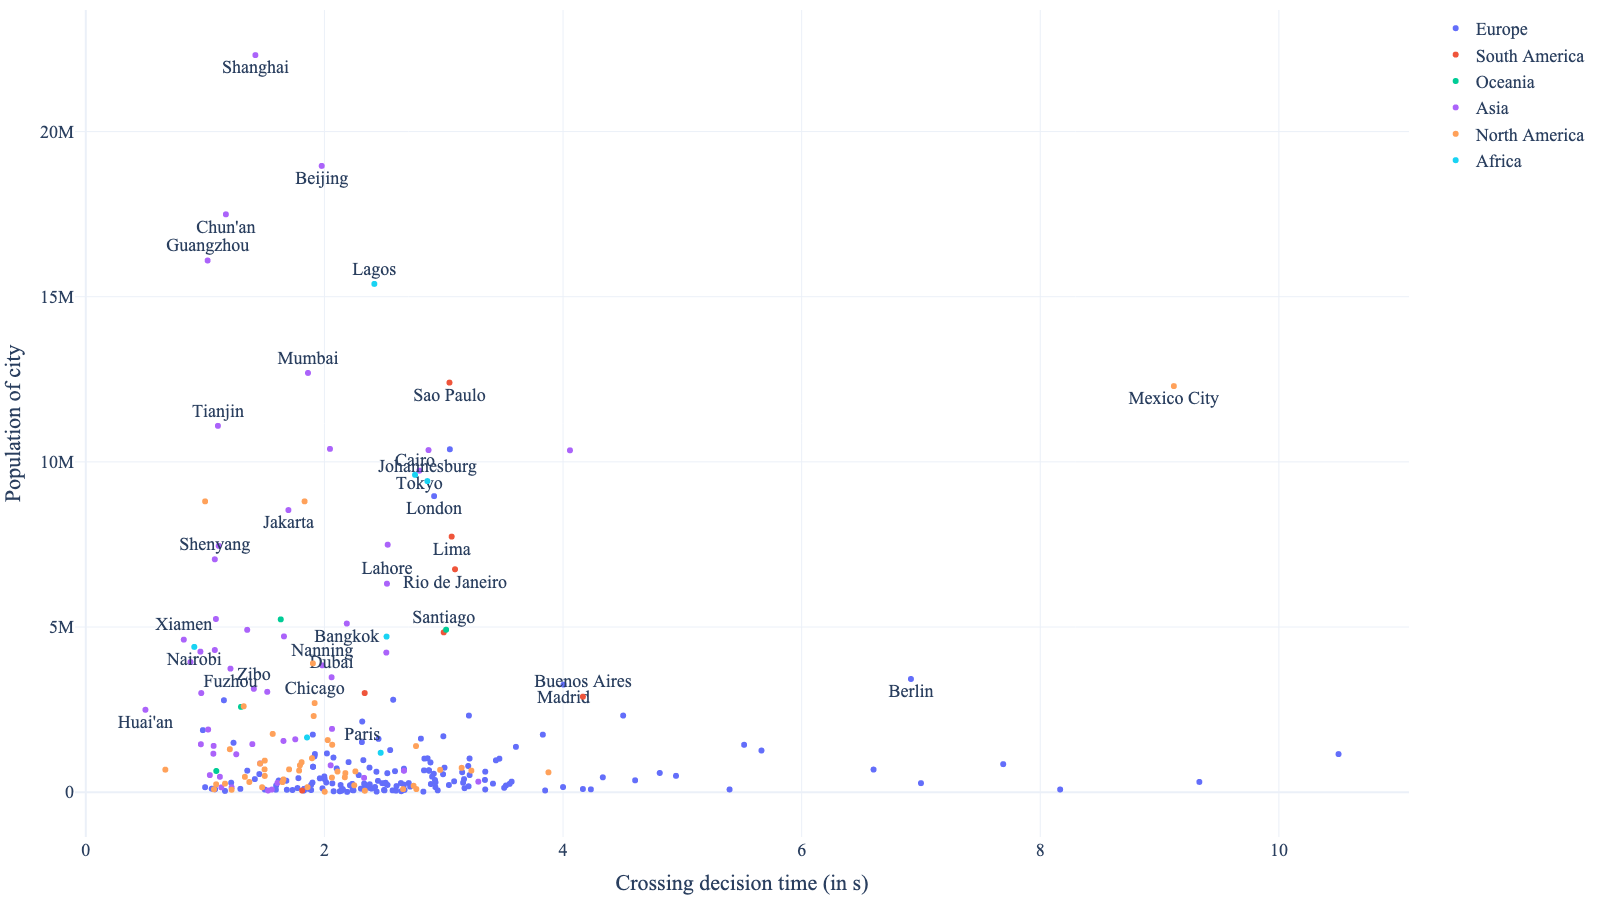 Europe
South America
Oceania
Asia
North America
Africa
Shanghai
20M
Beijing
Chun'an
Guangzhou
Lagos
15M
Mumbai
Sao Paulo
Mexico City
Tianjin
Cairo
10M
Johannesburg
Tokyo
London
Jakarta
Shenyang
Lima
Lahore
Rio de Janeiro
Santiago
Xiamen
5M
Bangkok
Nanning
Nairobi
Dubai
Zibo
Fuzhou
Buenos Aires
Chicago
Berlin
Madrid
Huai'an
Paris
0
0
2
4
6
8
10
Crossing decision time (in s)
Population of city